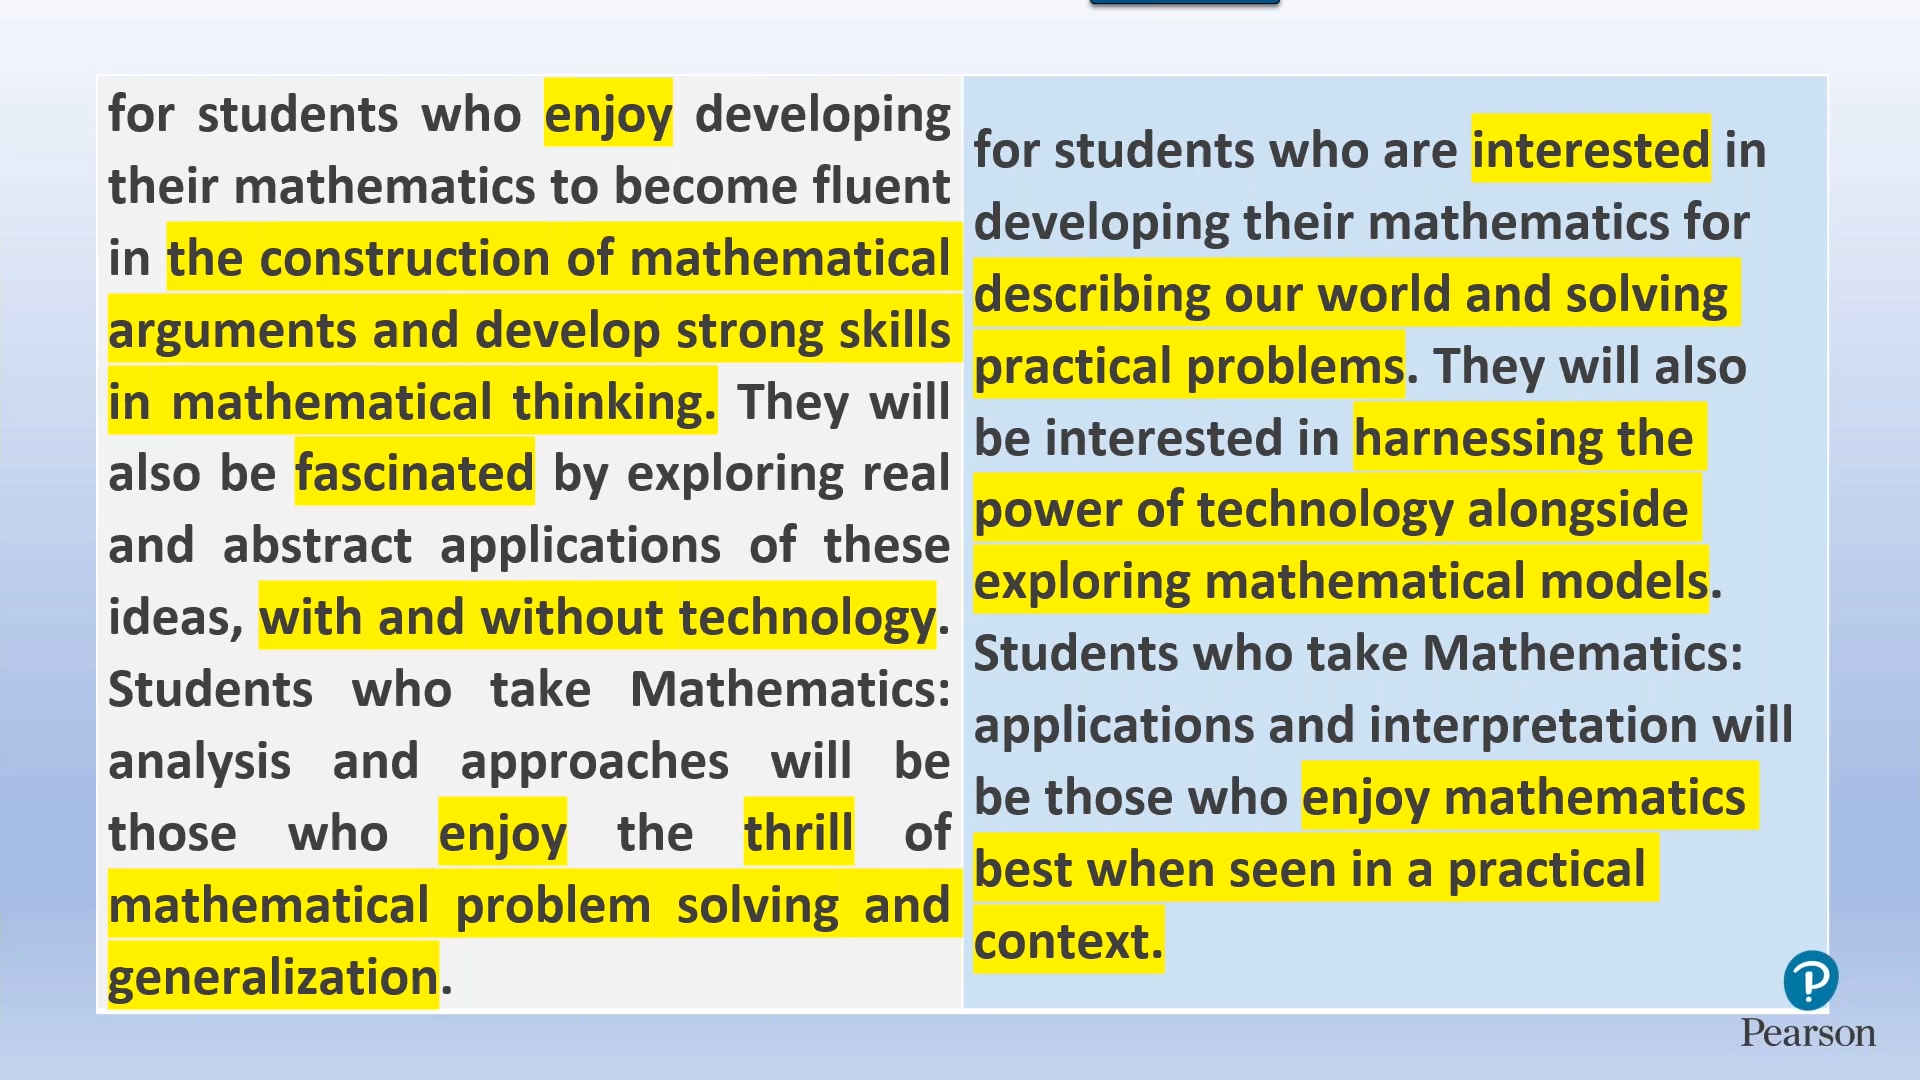 for students who enjoy developing
their mathematics to become fluent
in the construction of mathematical
arguments and develop strong skills
in mathematical thinking. They will
also be fascinated by exploring real
and abstract applications of these
ideas, with and without technology.
Students who take Mathematics:
analysis and approaches will be
those who enjoy the thrill of
mathematical problem solving and
generalization.
for students who are interested in
developing their mathematics for
describing our world and solving
practical problems. They will also
be interested in harnessing the
power of technology alongside
exploring mathematical models.
Students who take Mathematics:
applications and interpretation will
be those who enjoy mathematics
best when seen in a practical
context.
P
Pearson